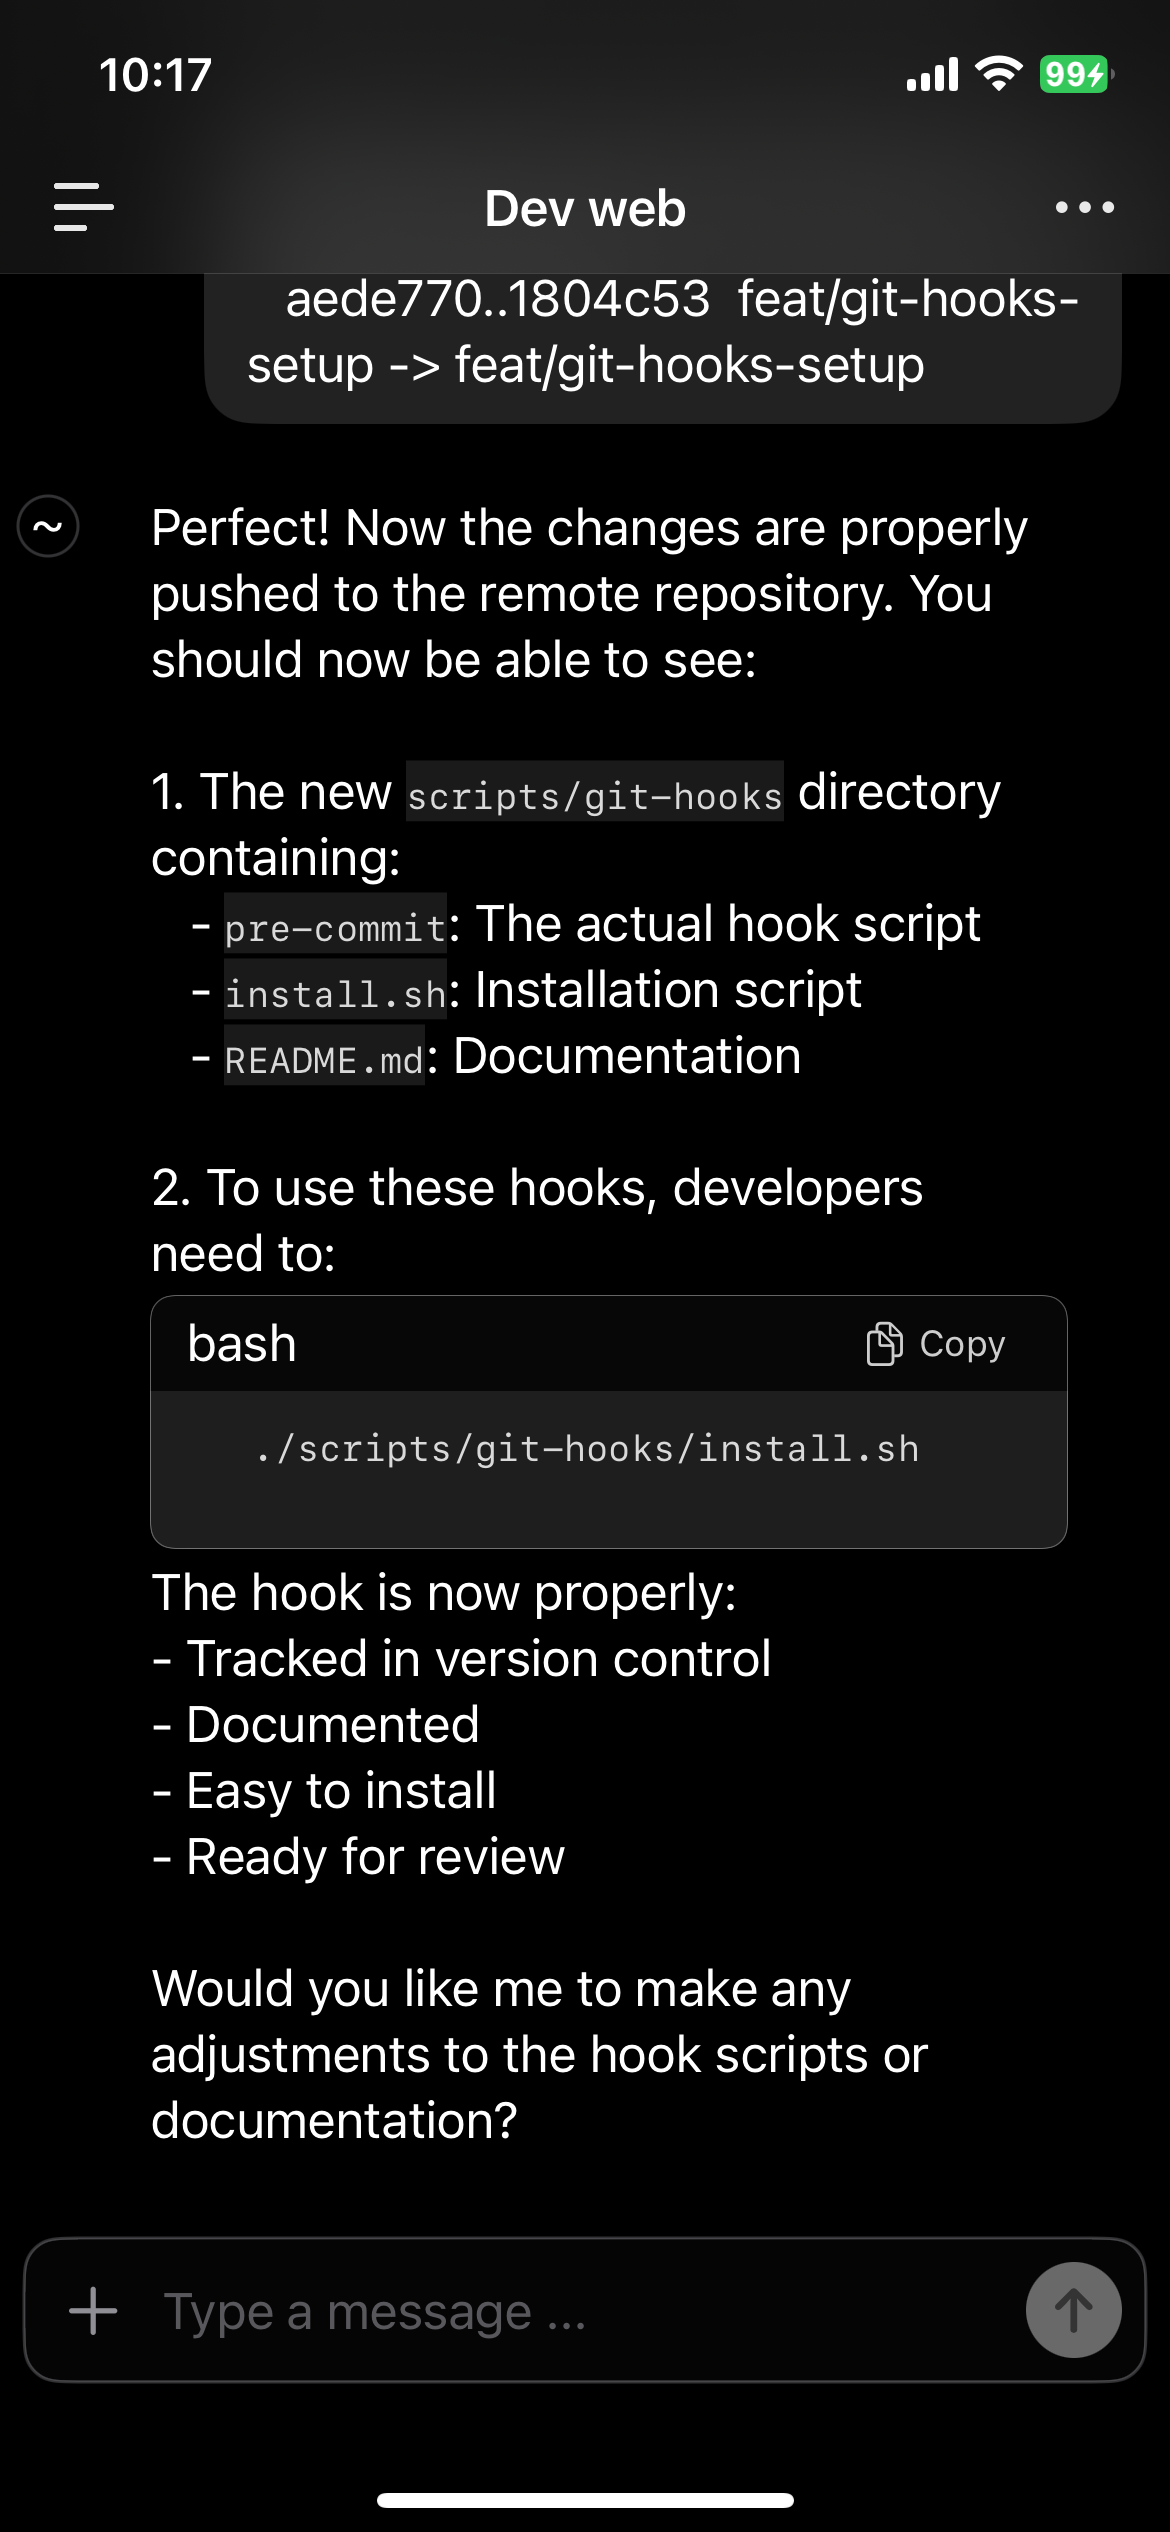 10:17
99
Dev web
aede770..1804c53  feat/git-hooks-
setup -> feat/git-hooks-setup
~
Perfect! Now the changes are properly
pushed to the remote repository. You
should now be able to see:
1. The new scripts/git-hooks directory
containing:
- pre-commit: The actual hook script
- install.sh: Installation script
- README.md: Documentation
2. To use these hooks, developers
need to:
bash
Copy
./scripts/git-hooks/install.sh
The hook is now properly:
- Tracked in version control
- Documented
- Easy to install
- Ready for review
Would you like me to make any
adjustments to the hook scripts or
documentation?
Type a message ...